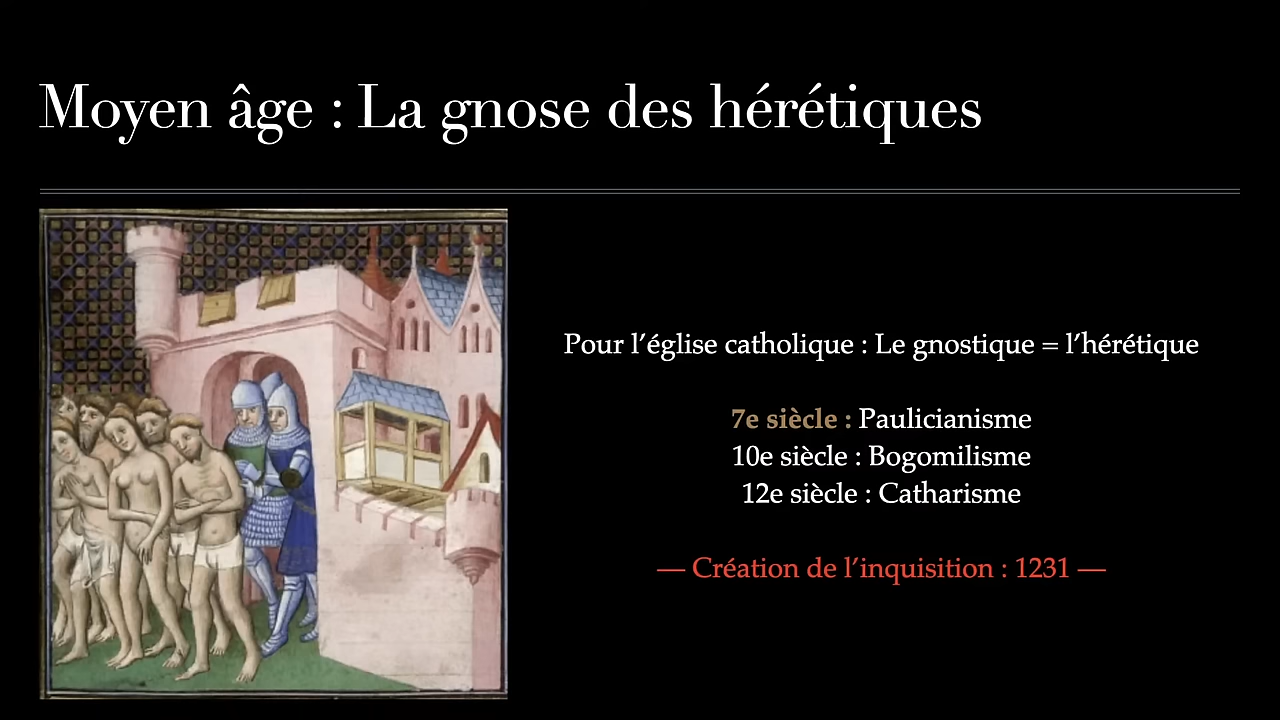 Moyen âge : La gnose des hérétiques
Pour l’église catholique : Le gnostique = l’hérétique
7e siècle : Paulicianisme
10e siècle : Bogomilisme
12e siècle : Catharisme
— Création de l’inquisition : 1231 —